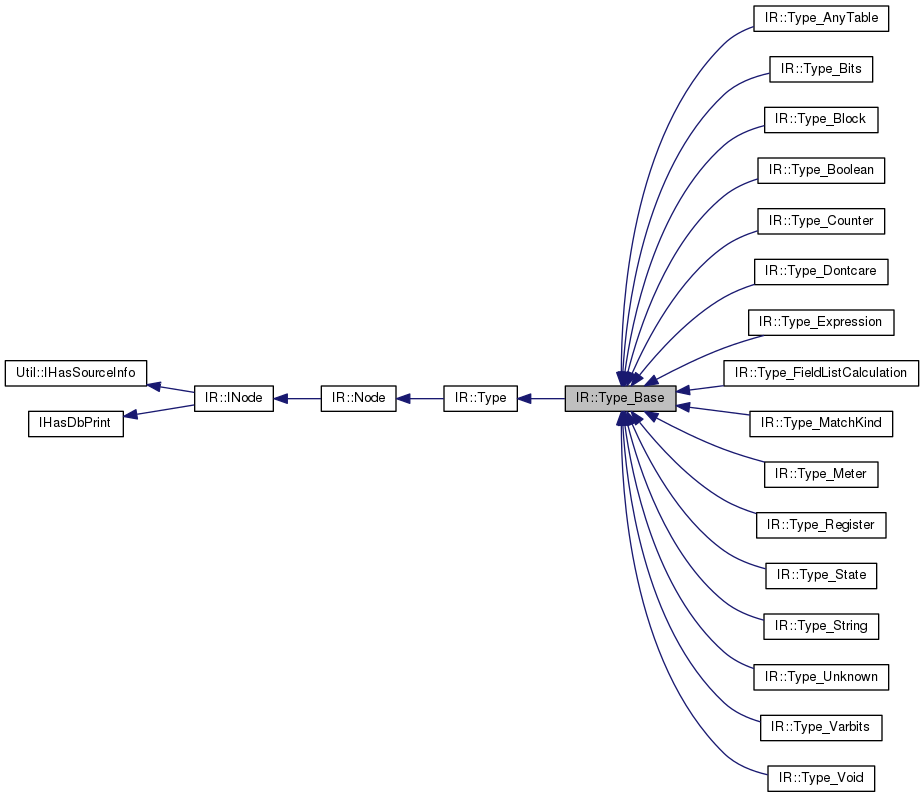 Util::IHasSourceInfo
IHasDbPrint
IR::INode
IR::Node
IR::Type
IR::Type_Base
IR::Type_AnyTable
IR::Type_Bits
IR::Type_Block
IR::Type_Boolean
IR::Type_Counter
IR::Type_Dontcare
IR::Type_Expression
IR::Type_FieldListCalculation
IR::Type_MatchKind
IR::Type_Meter
IR::Type_Register
IR::Type_State
IR::Type_String
IR::Type_Unknown
IR::Type_Varbits
IR::Type_Void